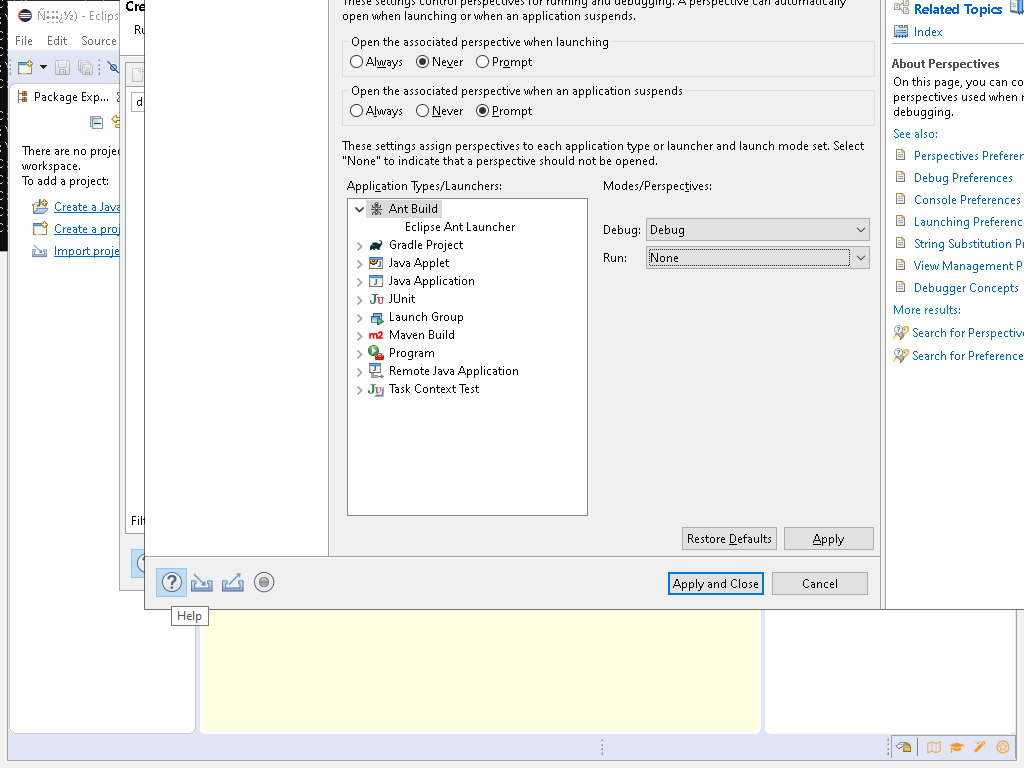 - Eclips
File Edit Source
Package Exp...
There are no proje
workspace.
To add a project:
Create a Java
Create a proj
Import proje
Cre
Ru
d
Filt
These settings control perspectives for running and debugging. A perspective can automatically
open when launching or when an application suspends.
Open the associated perspective when launching
Always Never Prompt
Open the associated perspective when an application suspends
Always Never Prompt
These settings assign perspectives to each application type or launcher and launch mode set. Select
"None" to indicate that a perspective should not be opened.
Application Types/Launchers:
Modes/Perspectives:
Ant Build
Eclipse Ant Launcher
Gradle Project
Java Applet
Java Application
JUnit
Launch Group
Maven Build
Program
Remote Java Application
Task Context Test
Debug: Debug
Run: None
Restore Defaults Apply
Apply and Close Cancel
Help
Related Topics
Index
About Perspectives
On this page, you can co
perspectives used when r
debugging.
See also:
Perspectives Preferen
Debug Preferences
Console Preferences
Launching Preferenc
String Substitution P
View Management P
Debugger Concepts
More results:
Search for Perspective
Search for Preference